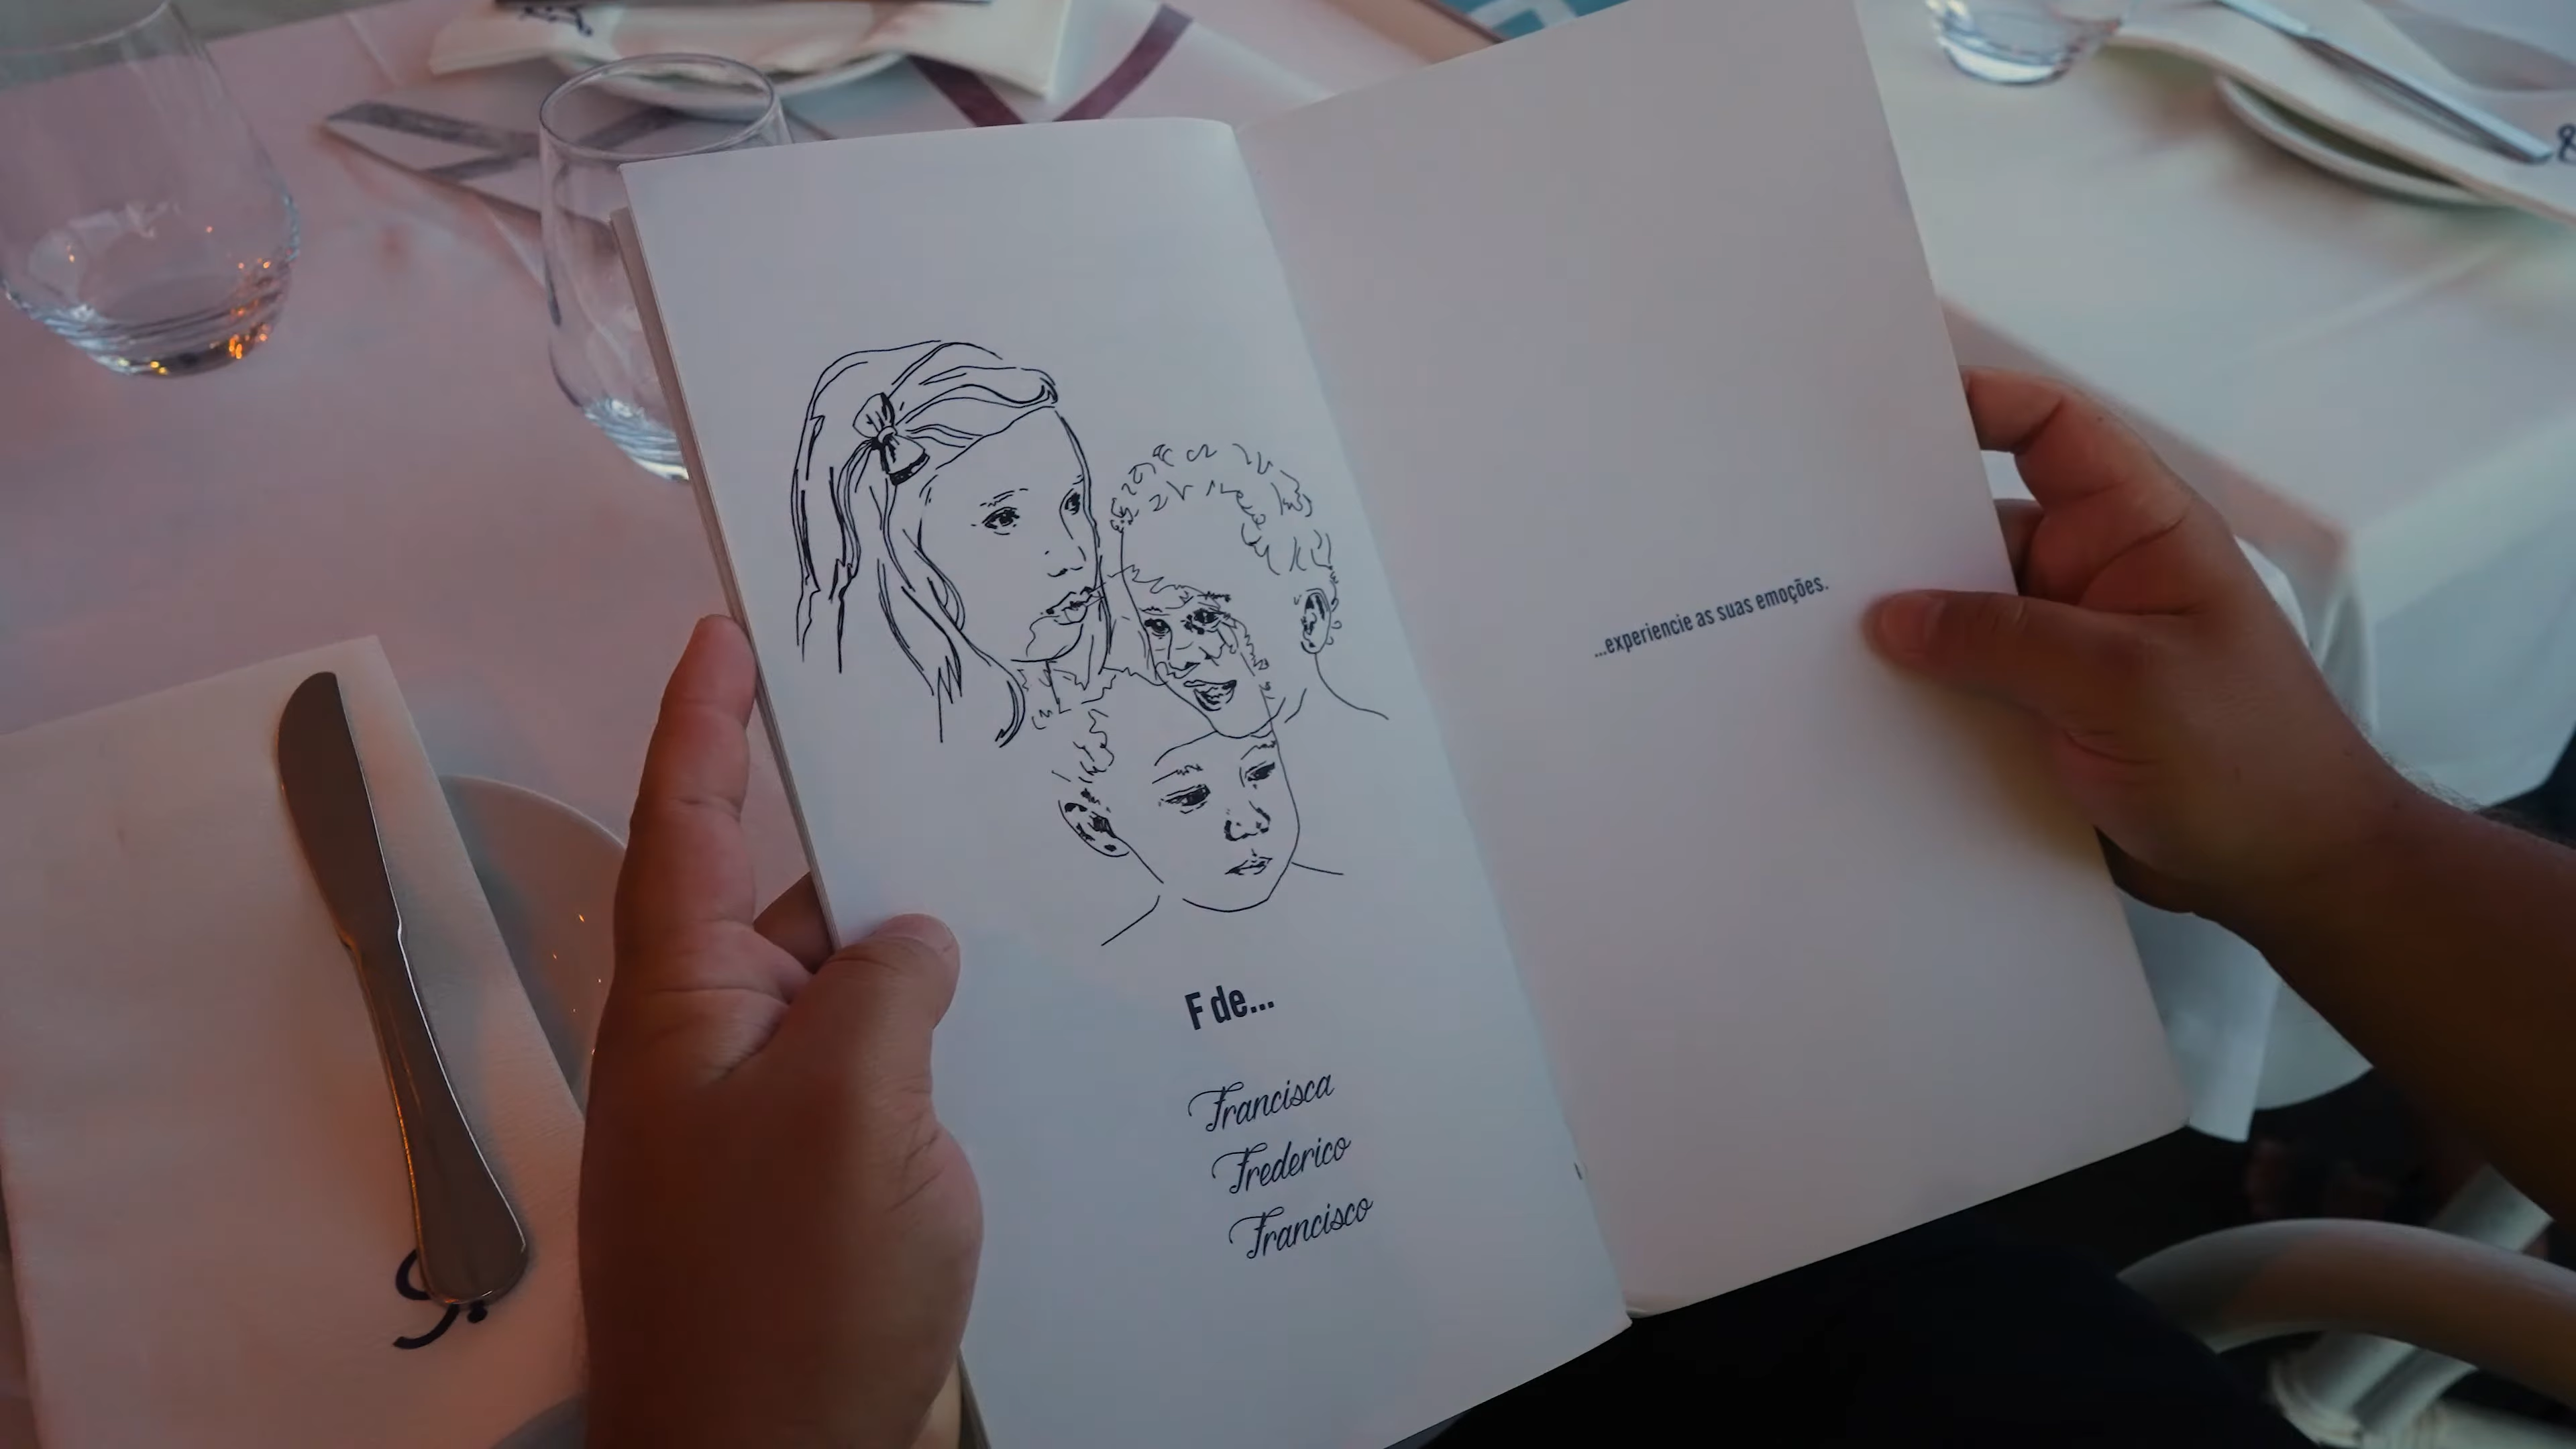 F de...
Francisca
Frederico
Francisco
...experiencie as suas emoções.